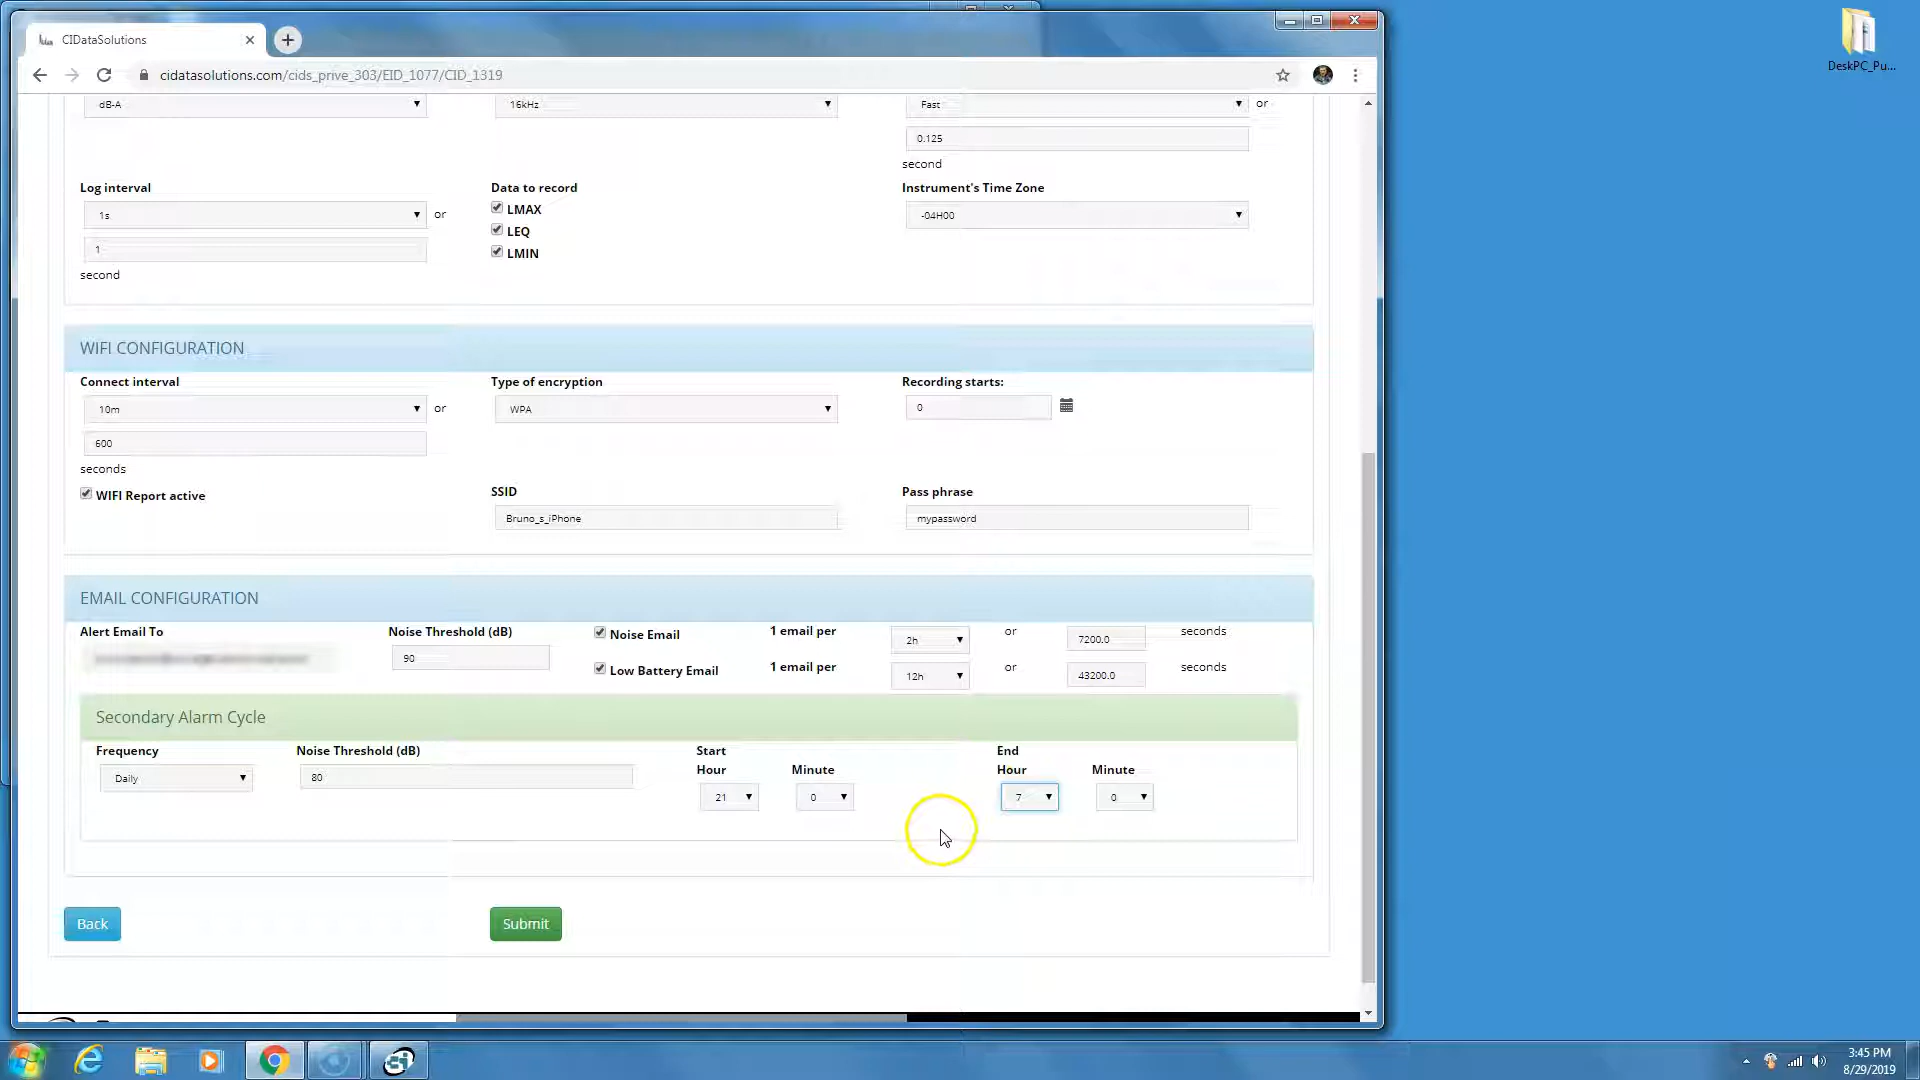 CIDataSolutions
cidatasolutions.com/cids_prive_303/EID_1077/CID_1319
DeskPC_Pu...
dB-A
16kHz
Fast or
0.125
second
Log interval
Data to record
Instrument's Time Zone
1s or
LMAX
-04H00
LEQ
1
LMIN
second
WIFI CONFIGURATION
Connect interval
Type of encryption
Recording starts:
10m or
WPA
0
600
seconds
WIFI Report active
SSID
Pass phrase
Bruno_s_iPhone
mypassword
EMAIL CONFIGURATION
Alert Email To
Noise Threshold (dB)
Noise Email
1 email per
2h
or
7200.0
seconds
90
Low Battery Email
1 email per
12h
or
43200.0
seconds
Secondary Alarm Cycle
Frequency
Noise Threshold (dB)
Start
End
Hour
Minute
Hour
Minute
Daily
80
21
0
7
0
Back
Submit
3:45 PM
8/29/2019